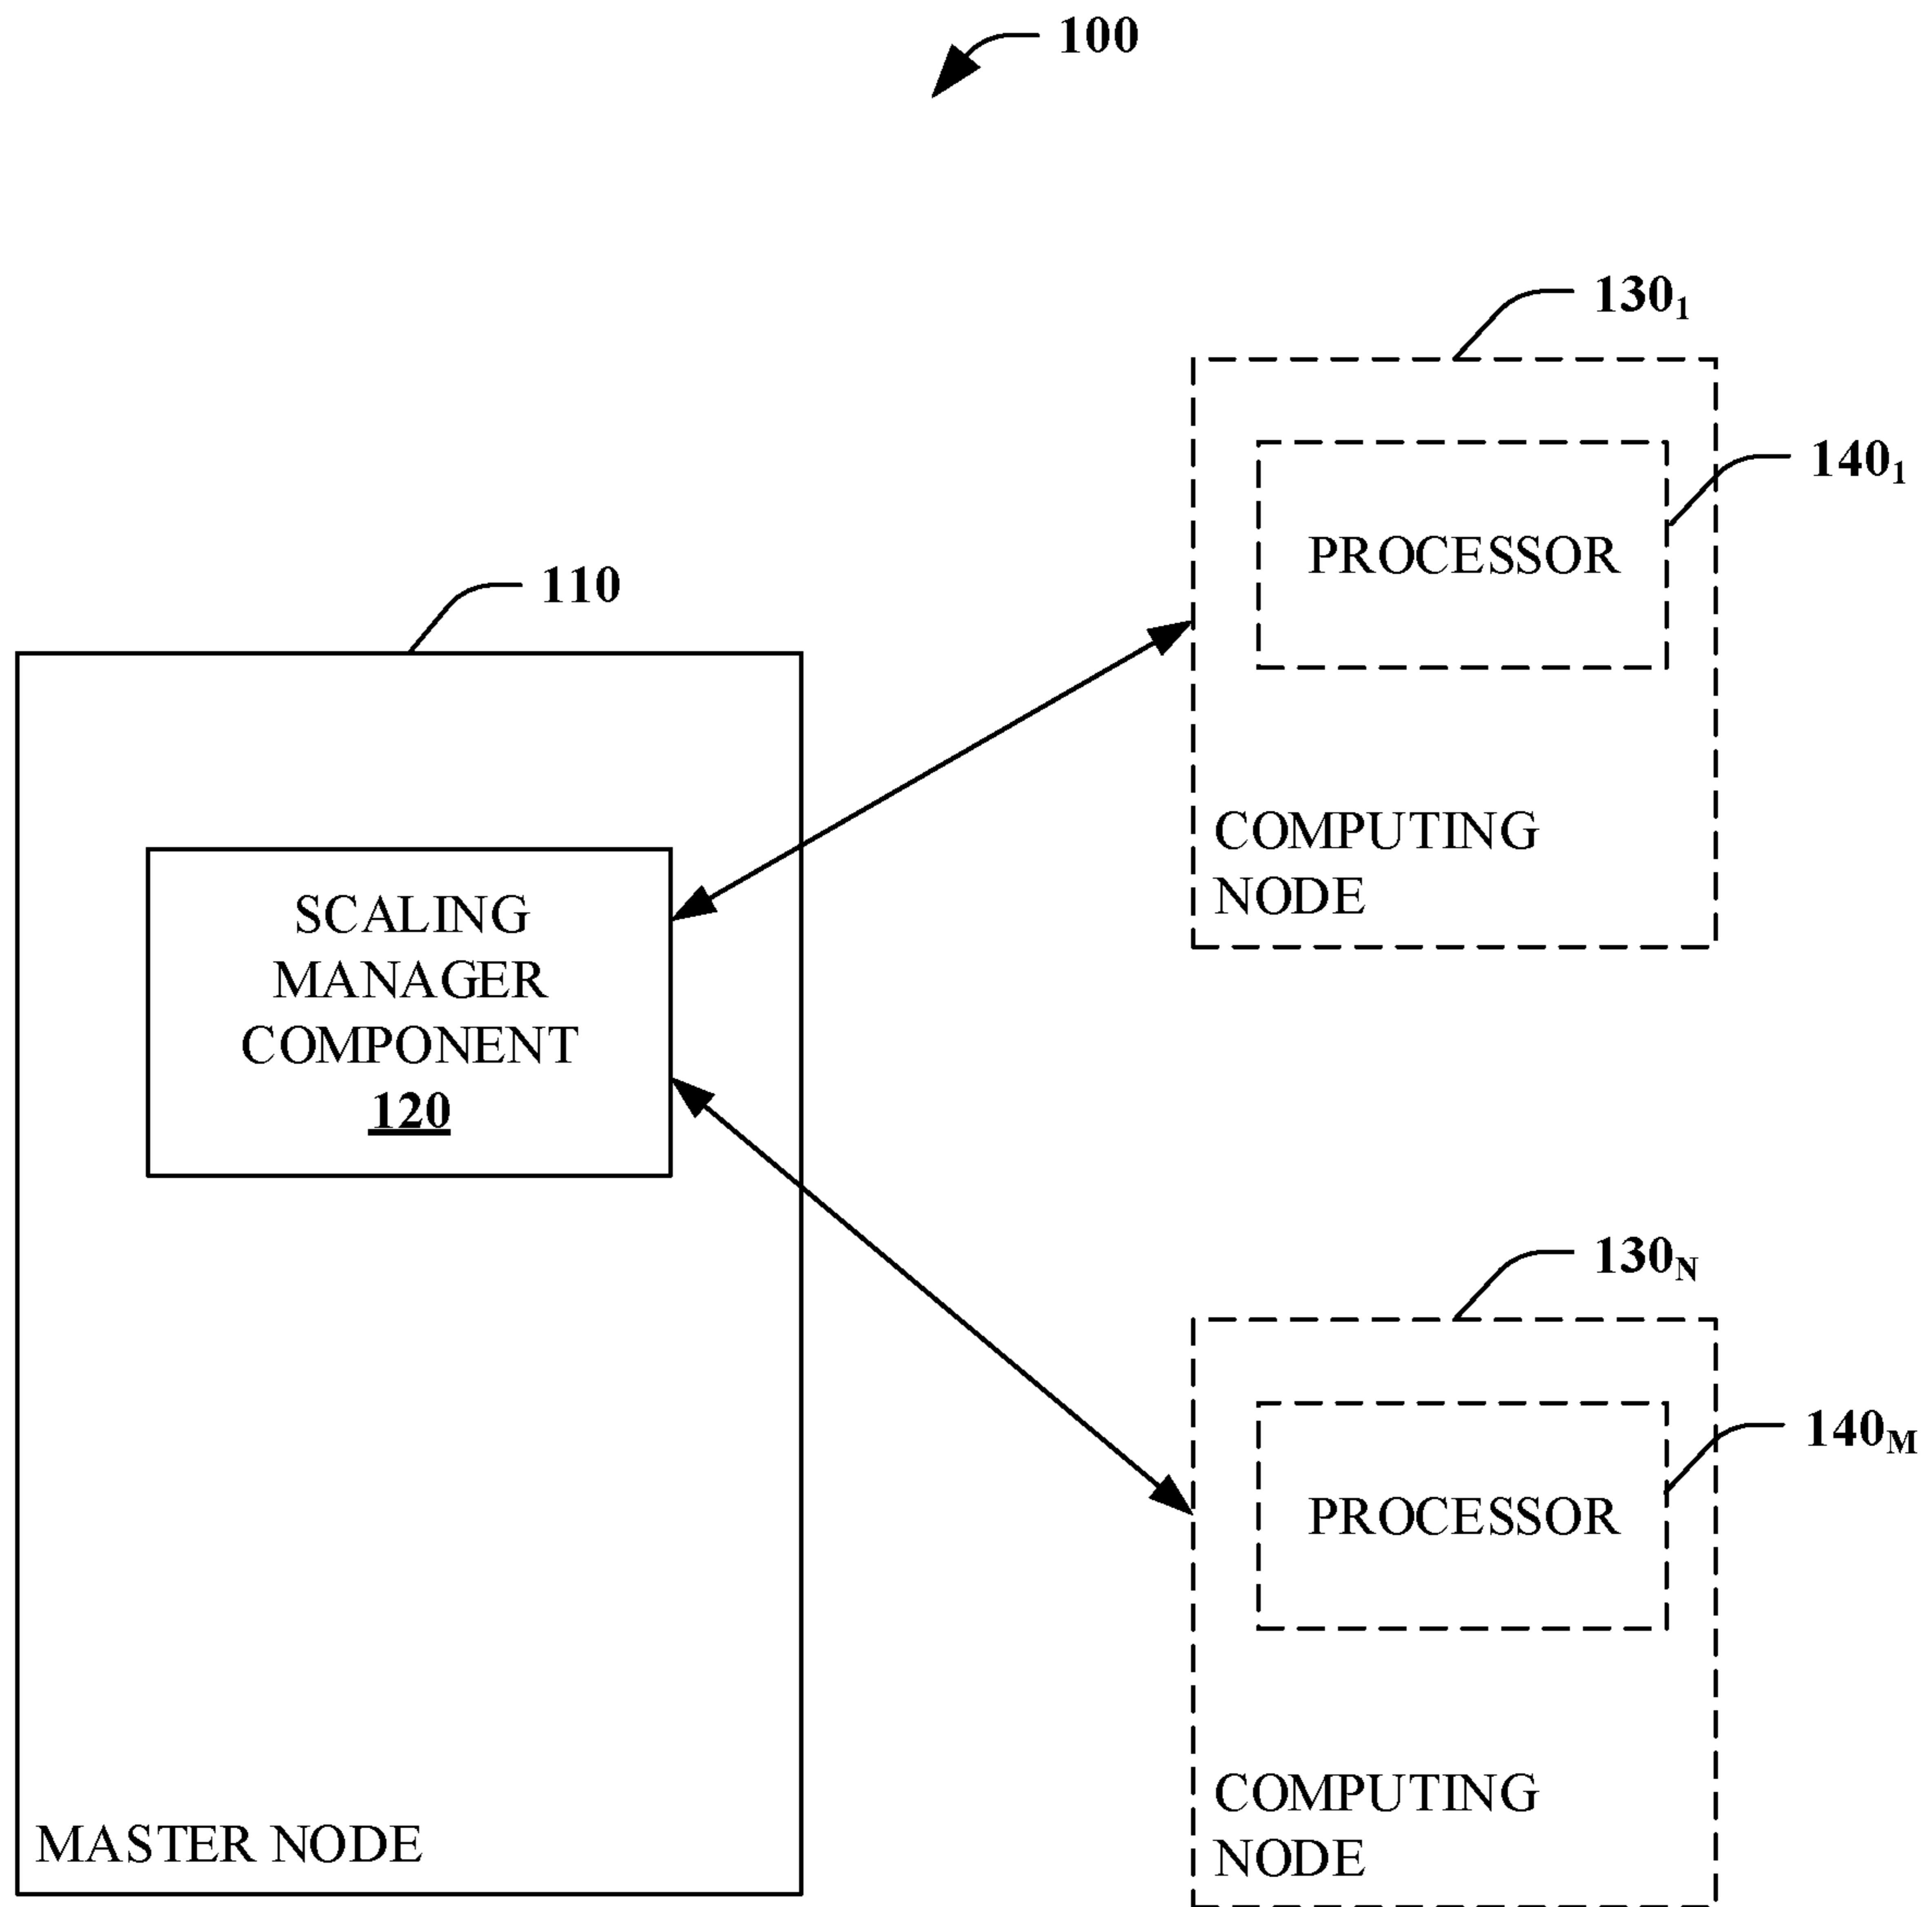 100
130₁
140₁
PROCESSOR
COMPUTING
NODE
110
SCALING
MANAGER
COMPONENT
120
MASTER NODE
130N
140M
PROCESSOR
COMPUTING
NODE